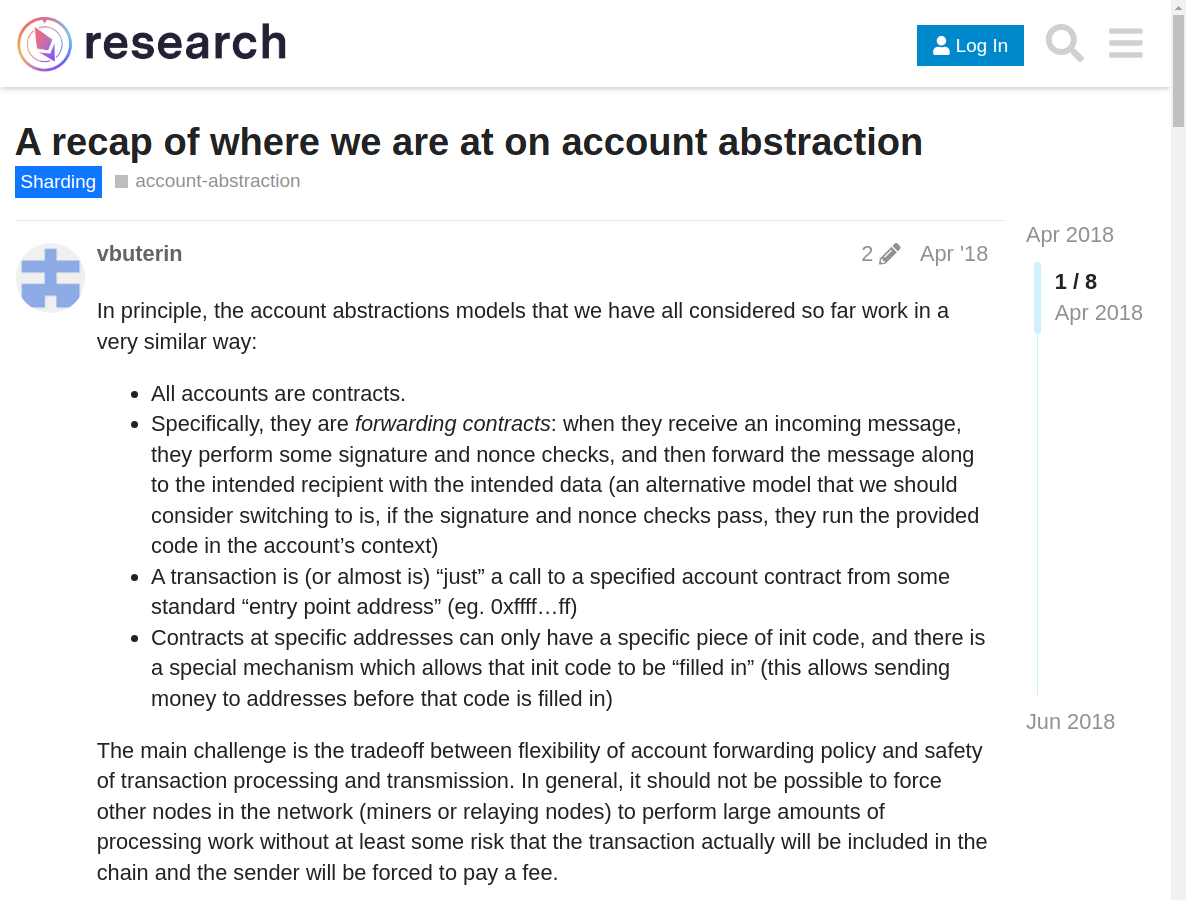 research
Log In
A recap of where we are at on account abstraction
Sharding account-abstraction
vbuterin
2 Apr '18
Apr 2018
1 / 8
Apr 2018
Jun 2018
In principle, the account abstractions models that we have all considered so far work in a
very similar way:
All accounts are contracts.
Specifically, they are forwarding contracts: when they receive an incoming message,
they perform some signature and nonce checks, and then forward the message along
to the intended recipient with the intended data (an alternative model that we should
consider switching to is, if the signature and nonce checks pass, they run the provided
code in the account’s context)
A transaction is (or almost is) “just” a call to a specified account contract from some
standard “entry point address” (eg. 0xffff…ff)
Contracts at specific addresses can only have a specific piece of init code, and there is
a special mechanism which allows that init code to be “filled in” (this allows sending
money to addresses before that code is filled in)
The main challenge is the tradeoff between flexibility of account forwarding policy and safety
of transaction processing and transmission. In general, it should not be possible to force
other nodes in the network (miners or relaying nodes) to perform large amounts of
processing work without at least some risk that the transaction actually will be included in the
chain and the sender will be forced to pay a fee.